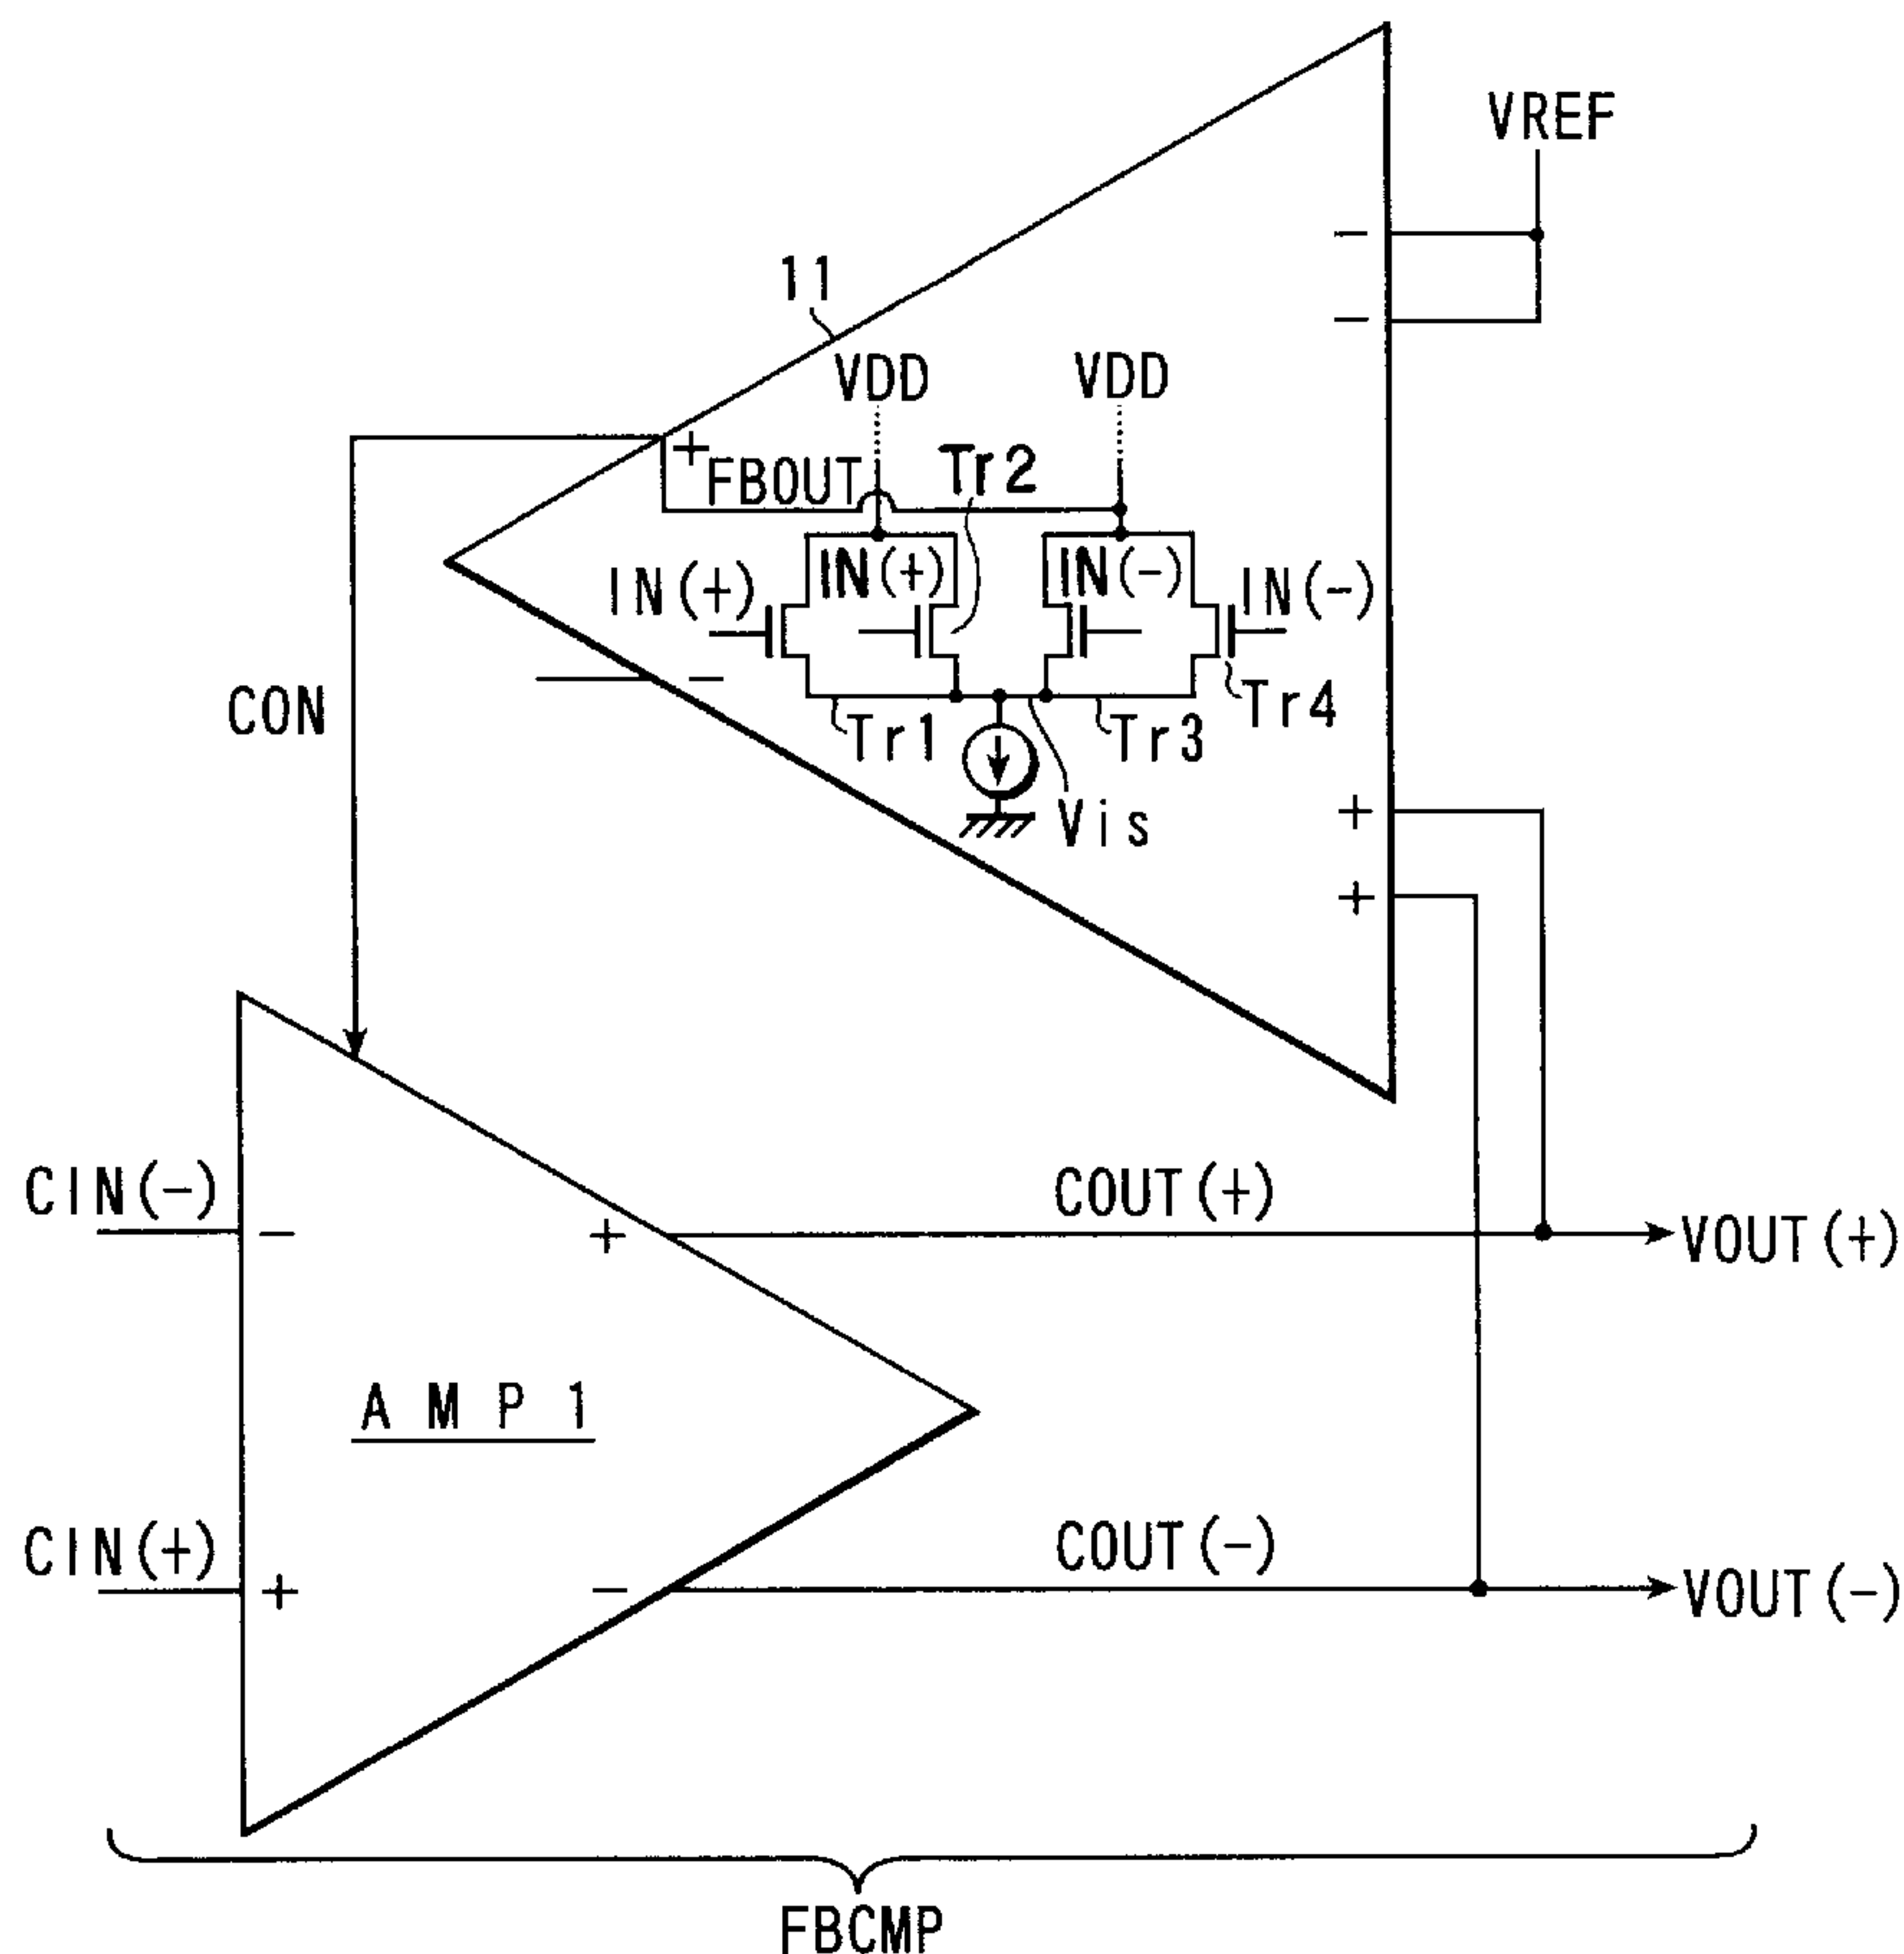 VREF
11
VDD
VDD
+
FBOUT
Tr2
-
-
IN(+)
IN(+)
IN(-)
IN(-)
CON
-
Tr1
Tr3
Tr4
Vis
+
+
CIN(-)
-
+
COUT(+)
VOUT(+)
AMP1
CIN(+)
+
-
COUT(-)
VOUT(-)
FBCMP